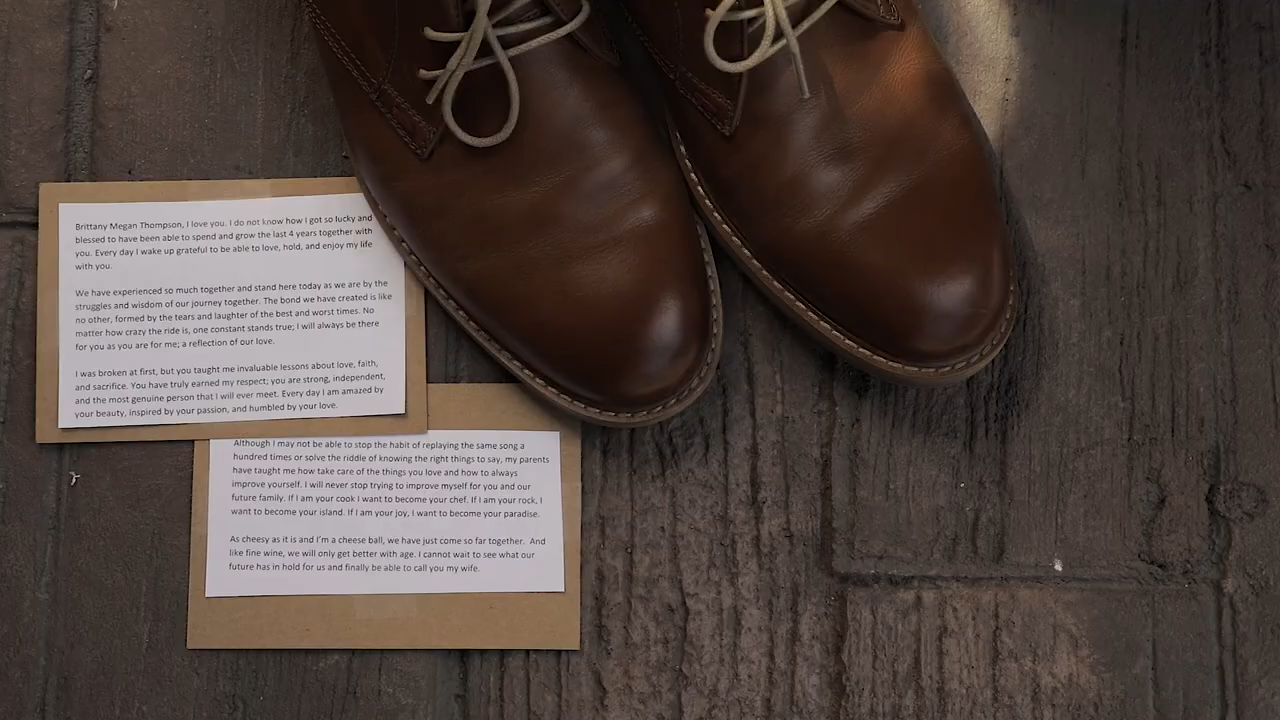 Brittany Megan Thompson, I love you. I do not know how I got so lucky and
blessed to have been able to spend and grow the last 4 years together with
you. Every day I wake up grateful to be able to love, hold, and enjoy my life
with you.
We have experienced so much together and stand here today as we are by the
struggles and wisdom of our journey together. The bond we have created is like
no other, formed by the tears and laughter of the best and worst times. No
matter how crazy the ride is, one constant stands true; I will always be there
for you as you are for me; a reflection of our love.
I was broken at first, but you taught me invaluable lessons about love, faith,
and sacrifice. You have truly earned my respect; you are strong, independent,
and the most genuine person that I will ever meet. Every day I am amazed by
your beauty, inspired by your passion, and humbled by your love.
Although I may not be able to stop the habit of replaying the same song a
hundred times or solve the riddle of knowing the right things to say, my parents
have taught me how take care of the things you love and how to always
improve yourself. I will never stop trying to improve myself for you and our
future family. If I am your cook I want to become your chef. If I am your rock, I
want to become your island. If I am your joy, I want to become your paradise.
As cheesy as it is and I'm a cheese ball, we have just come so far together. And
like fine wine, we will only get better with age. I cannot wait to see what our
future has in hold for us and finally be able to call you my wife.